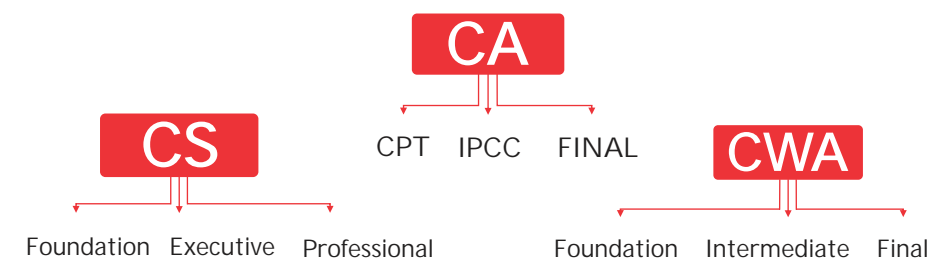 CA
CPT IPCC FINAL
CS
Foundation Executive Professional
CWA
Foundation Intermediate Final